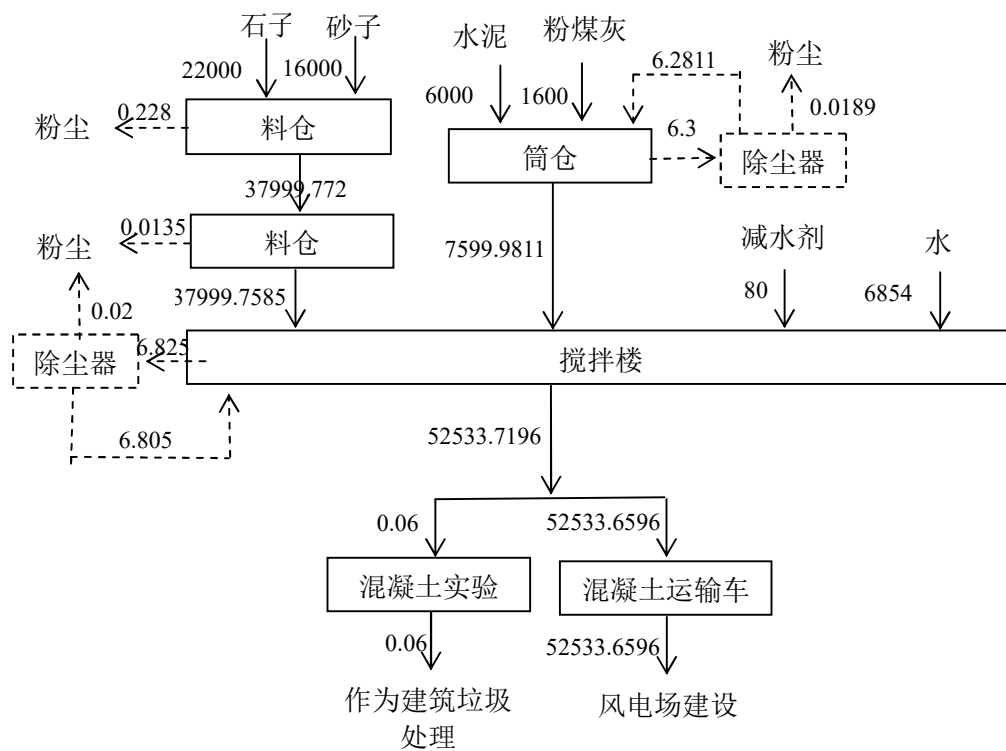 石子
砂子
水泥
粉煤灰
粉尘
22000
16000
6000
1600
6.2811
0.0189
粉尘
0.228
料仓
筒仓
6.3
除尘器
37999.772
粉尘
0.0135
料仓
7599.9811
减水剂
水
37999.7585
80
6854
0.02
除尘器
6.825
搅拌楼
6.805
52533.7196
0.06
52533.6596
混凝土实验
混凝土运输车
0.06
52533.6596
作为建筑垃圾
处理
风电场建设